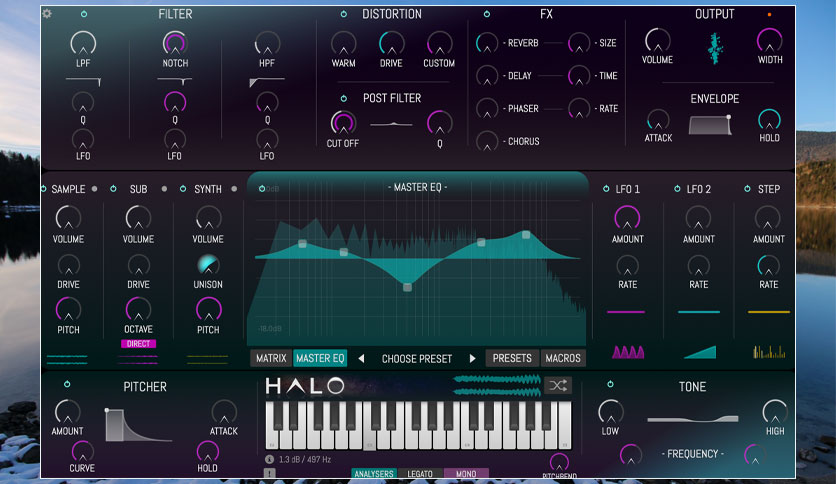 FILTER
LPF
NOTCH
HPF
Q
Q
Q
LFO
LFO
LFO
DISTORTION
WARM
DRIVE
CUSTOM
POST FILTER
CUT OFF
Q
FX
- REVERB
- SIZE
- DELAY
- TIME
- PHASER
- RATE
- CHORUS
OUTPUT
VOLUME
WIDTH
ENVELOPE
ATTACK
HOLD
SAMPLE
SUB
SYNTH
VOLUME
VOLUME
VOLUME
DRIVE
DRIVE
UNISON
PITCH
OCTAVE
PITCH
DIRECT
- MASTER EQ -
-18.0dB
MATRIX
MASTER EQ
CHOOSE PRESET
PRESETS
MACROS
LFO 1
LFO 2
STEP
AMOUNT
AMOUNT
AMOUNT
RATE
RATE
RATE
PITCHER
AMOUNT
ATTACK
CURVE
HOLD
HALO
1.3 dB / 497 Hz
ANALYSERS
LEGATO
MONO
PITCHBEND
TONE
LOW
HIGH
- FREQUENCY -